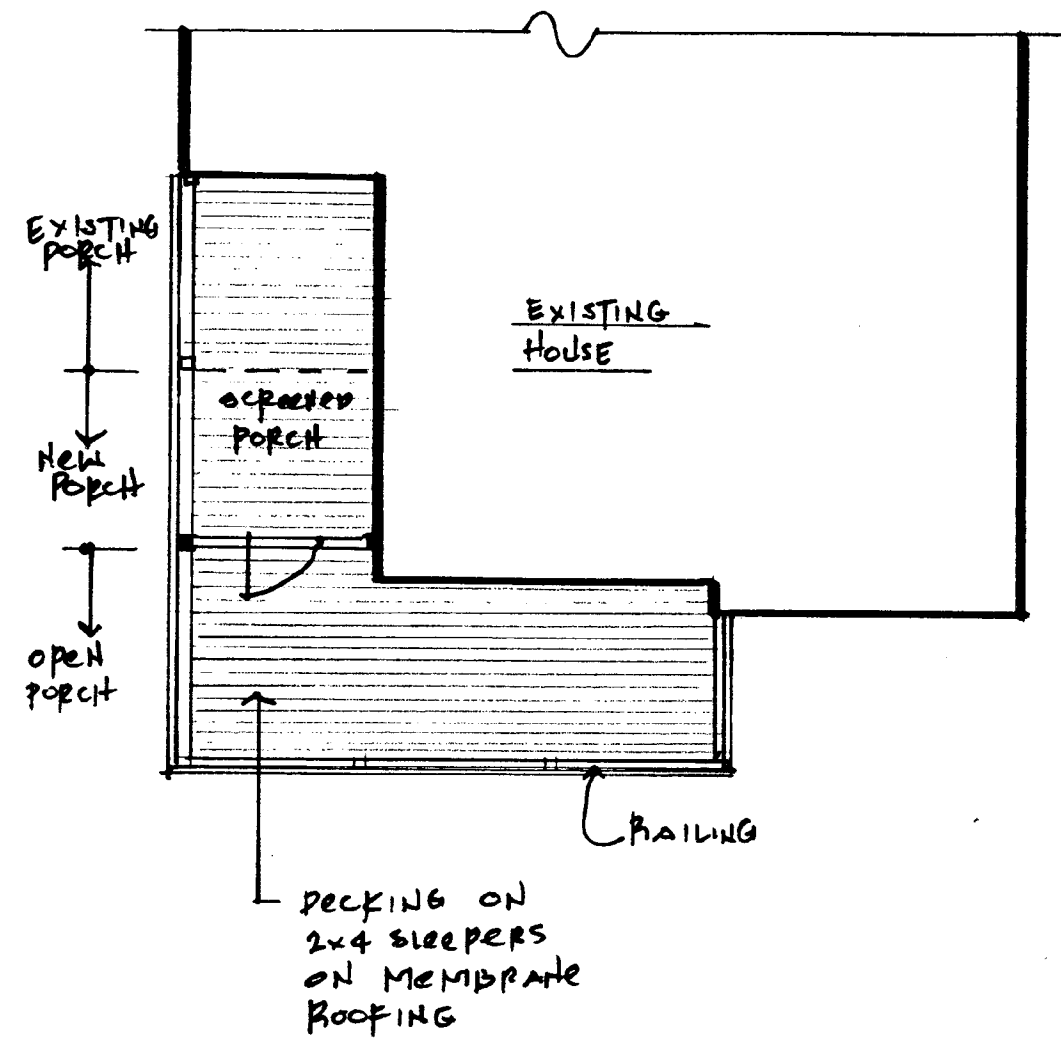 EXISTING
PORCH
EXISTING
HOUSE
SCREENED
PORCH
NEW
PORCH
OPEN
PORCH
RAILING
DECKING ON
2x4 SLEEPERS
ON MEMBRANE
ROOFING